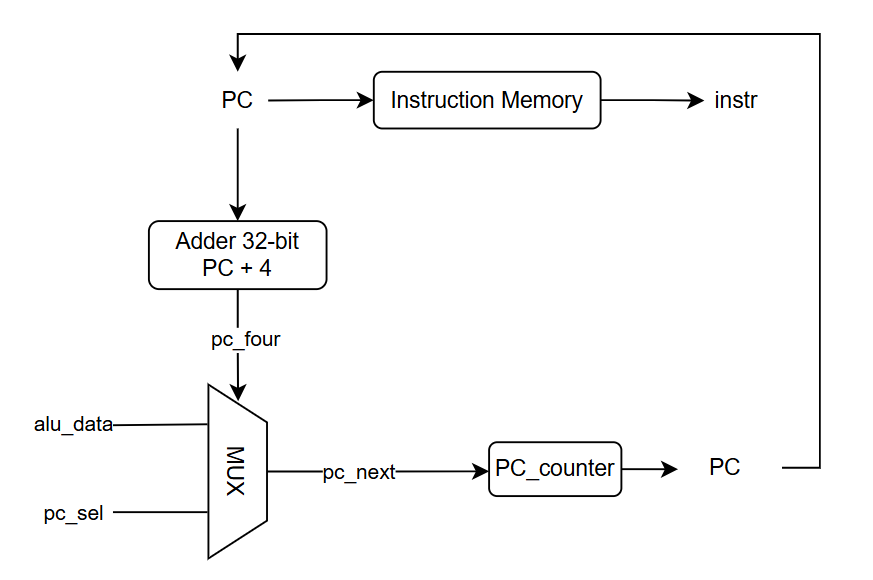 PC
Instruction Memory
instr
Adder 32-bit
PC + 4
pc_four
alu_data
MUX
pc_next
PC_counter
PC
pc_sel